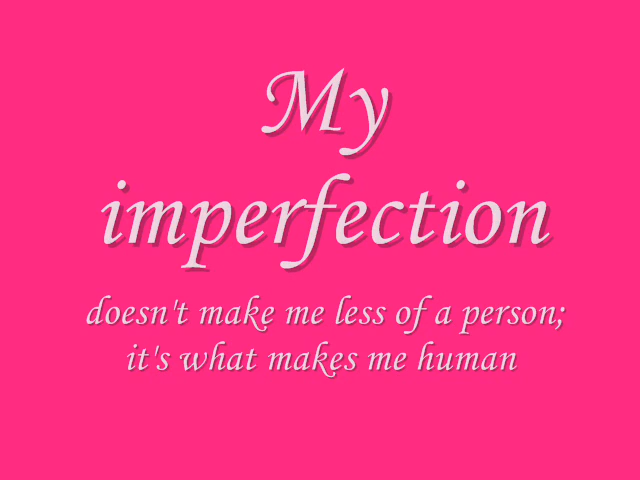 My
imperfection
doesn't make me less of a person;
it's what makes me human